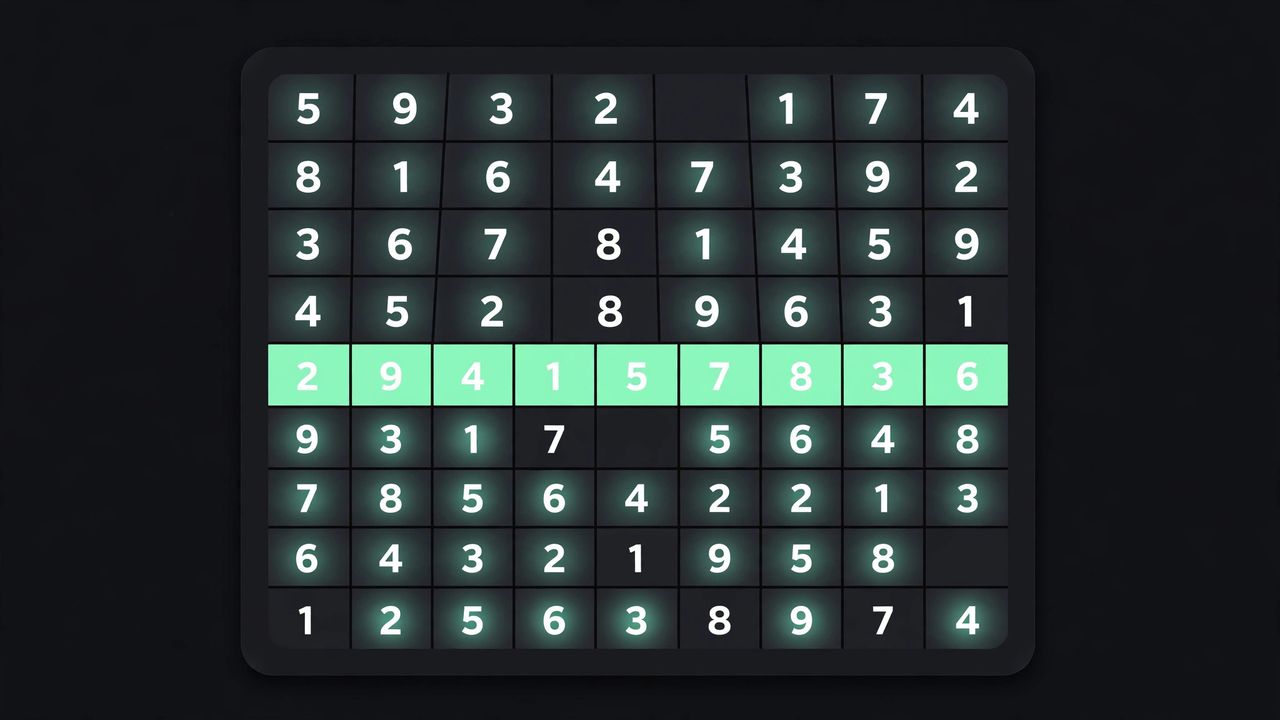 5 9 3 2 1 7 4
8 1 6 4 7 3 9 2
3 6 7 8 1 4 5 9
4 5 2 8 9 6 3 1
2 9 4 1 5 7 8 3 6
9 3 1 7 5 6 4 8
7 8 5 6 4 2 2 1 3
6 4 3 2 1 9 5 8
1 2 5 6 3 8 9 7 4